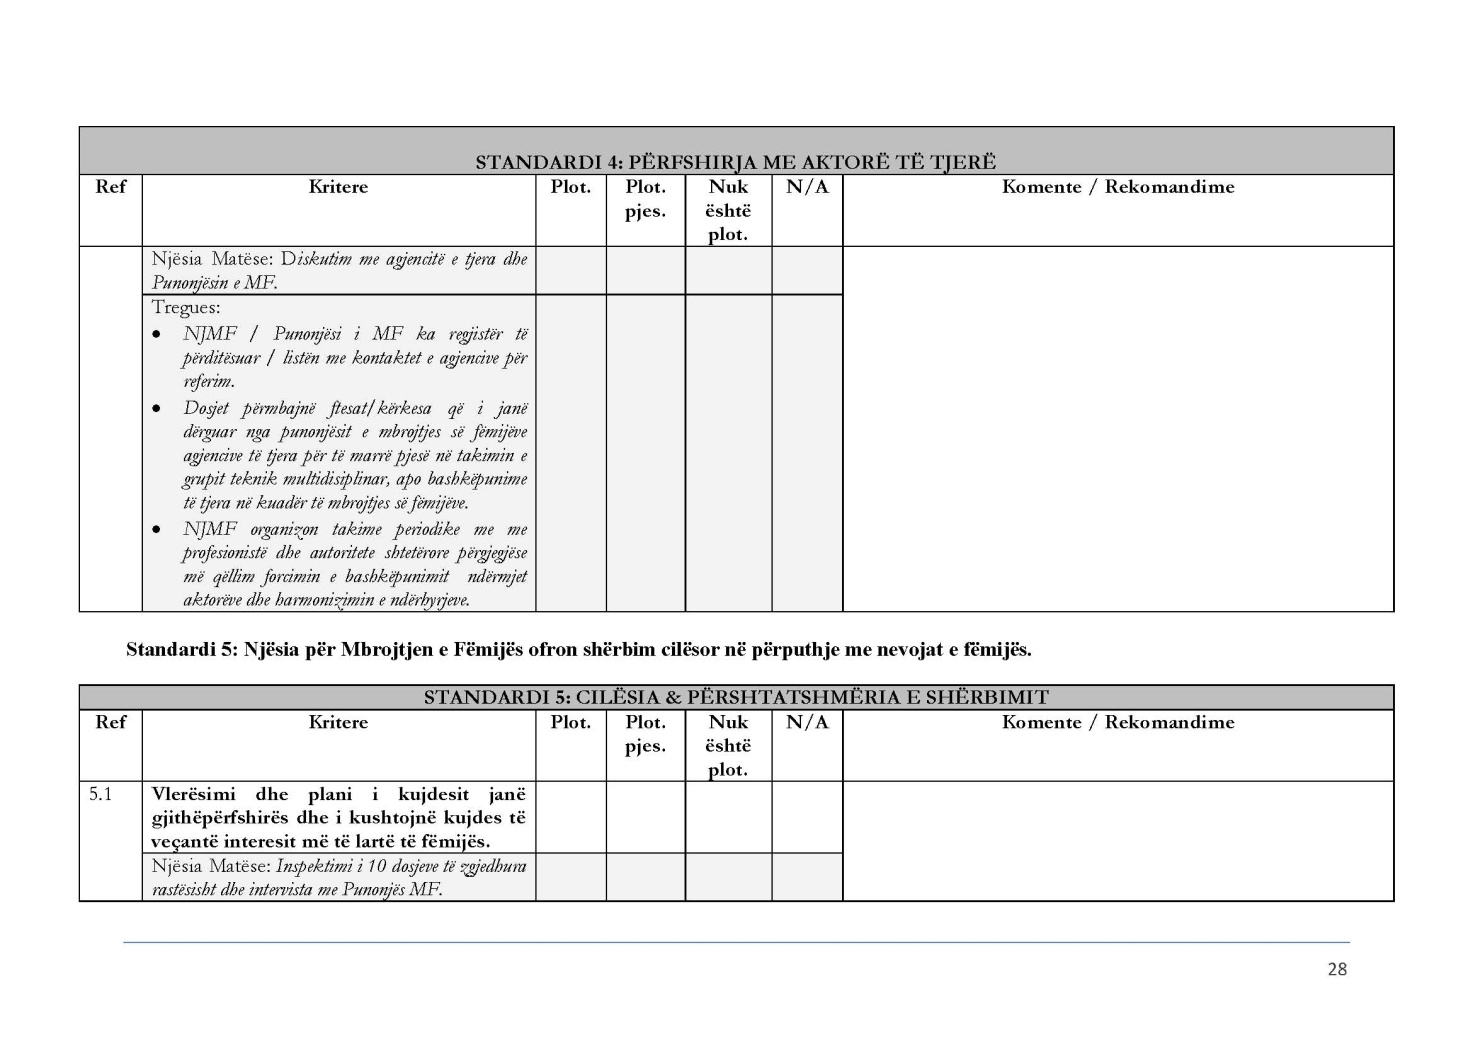 STANDARDI 4: PËRFSHIRJA ME AKTORË TË TJERË
Ref Kritere Plot. Plot. Nuk N/A Komente / Rekomandime
pjes. është
plot.
Njësia Matëse: Diskutim me agjencitë e tjera dhe
Punonjësin e MF.
Tregues:
• NJMF / Punonjësi i MF ka regjistër të
përditësuar / listën me kontaktet e agjencive për
referim.
• Dosjet përmbajnë ftesat/kërkesa që i janë
dërguar nga punonjësit e mbrojtjes së fëmijëve
agjencive të tjera për të marrë pjesë në takimin e
grupit teknik multidisiplinar, apo bashkëpunime
të tjera në kuadër të mbrojtjes së fëmijëve.
• NJMF organizon takime periodike me me
profesionistë dhe autoritete shtetërore përgjegjëse
më qëllim forcimin e bashkëpunimit ndërmjet
aktorëve dhe harmonizimin e ndërhyrjeve.
Standardi 5: Njësia për Mbrojtjen e Fëmijës ofron shërbim cilësor në përputhje me nevojat e fëmijës.
STANDARDI 5: CILËSIA & PËRSHTATSHMËRIA E SHËRBIMIT
Ref Kritere Plot. Plot. Nuk N/A Komente / Rekomandime
pjes. është
plot.
5.1 Vlerësimi dhe plani i kujdesit janë
gjithëpërfshirës dhe i kushtojnë kujdes të
veçantë interesit më të lartë të fëmijës.
Njësia Matëse: Inspektimi i 10 dosjeve të zgjedhura
rastësisht dhe intervista me Punonjës MF.
28